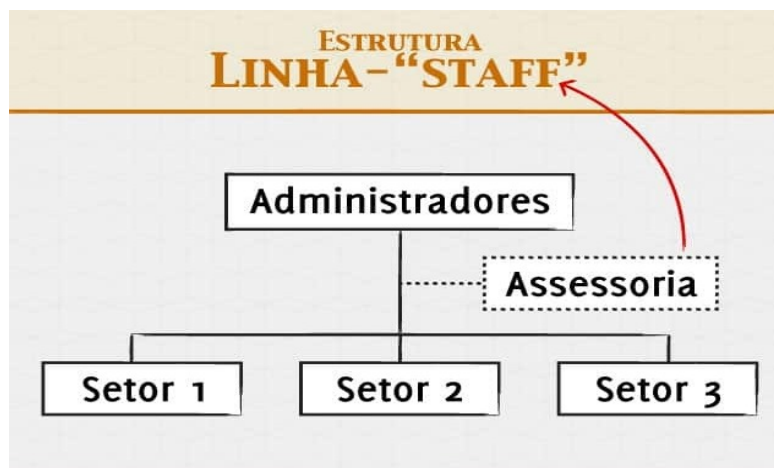 Estrutura
Linha-“staff”
Administradores
Assessoria
Setor 1
Setor 2
Setor 3